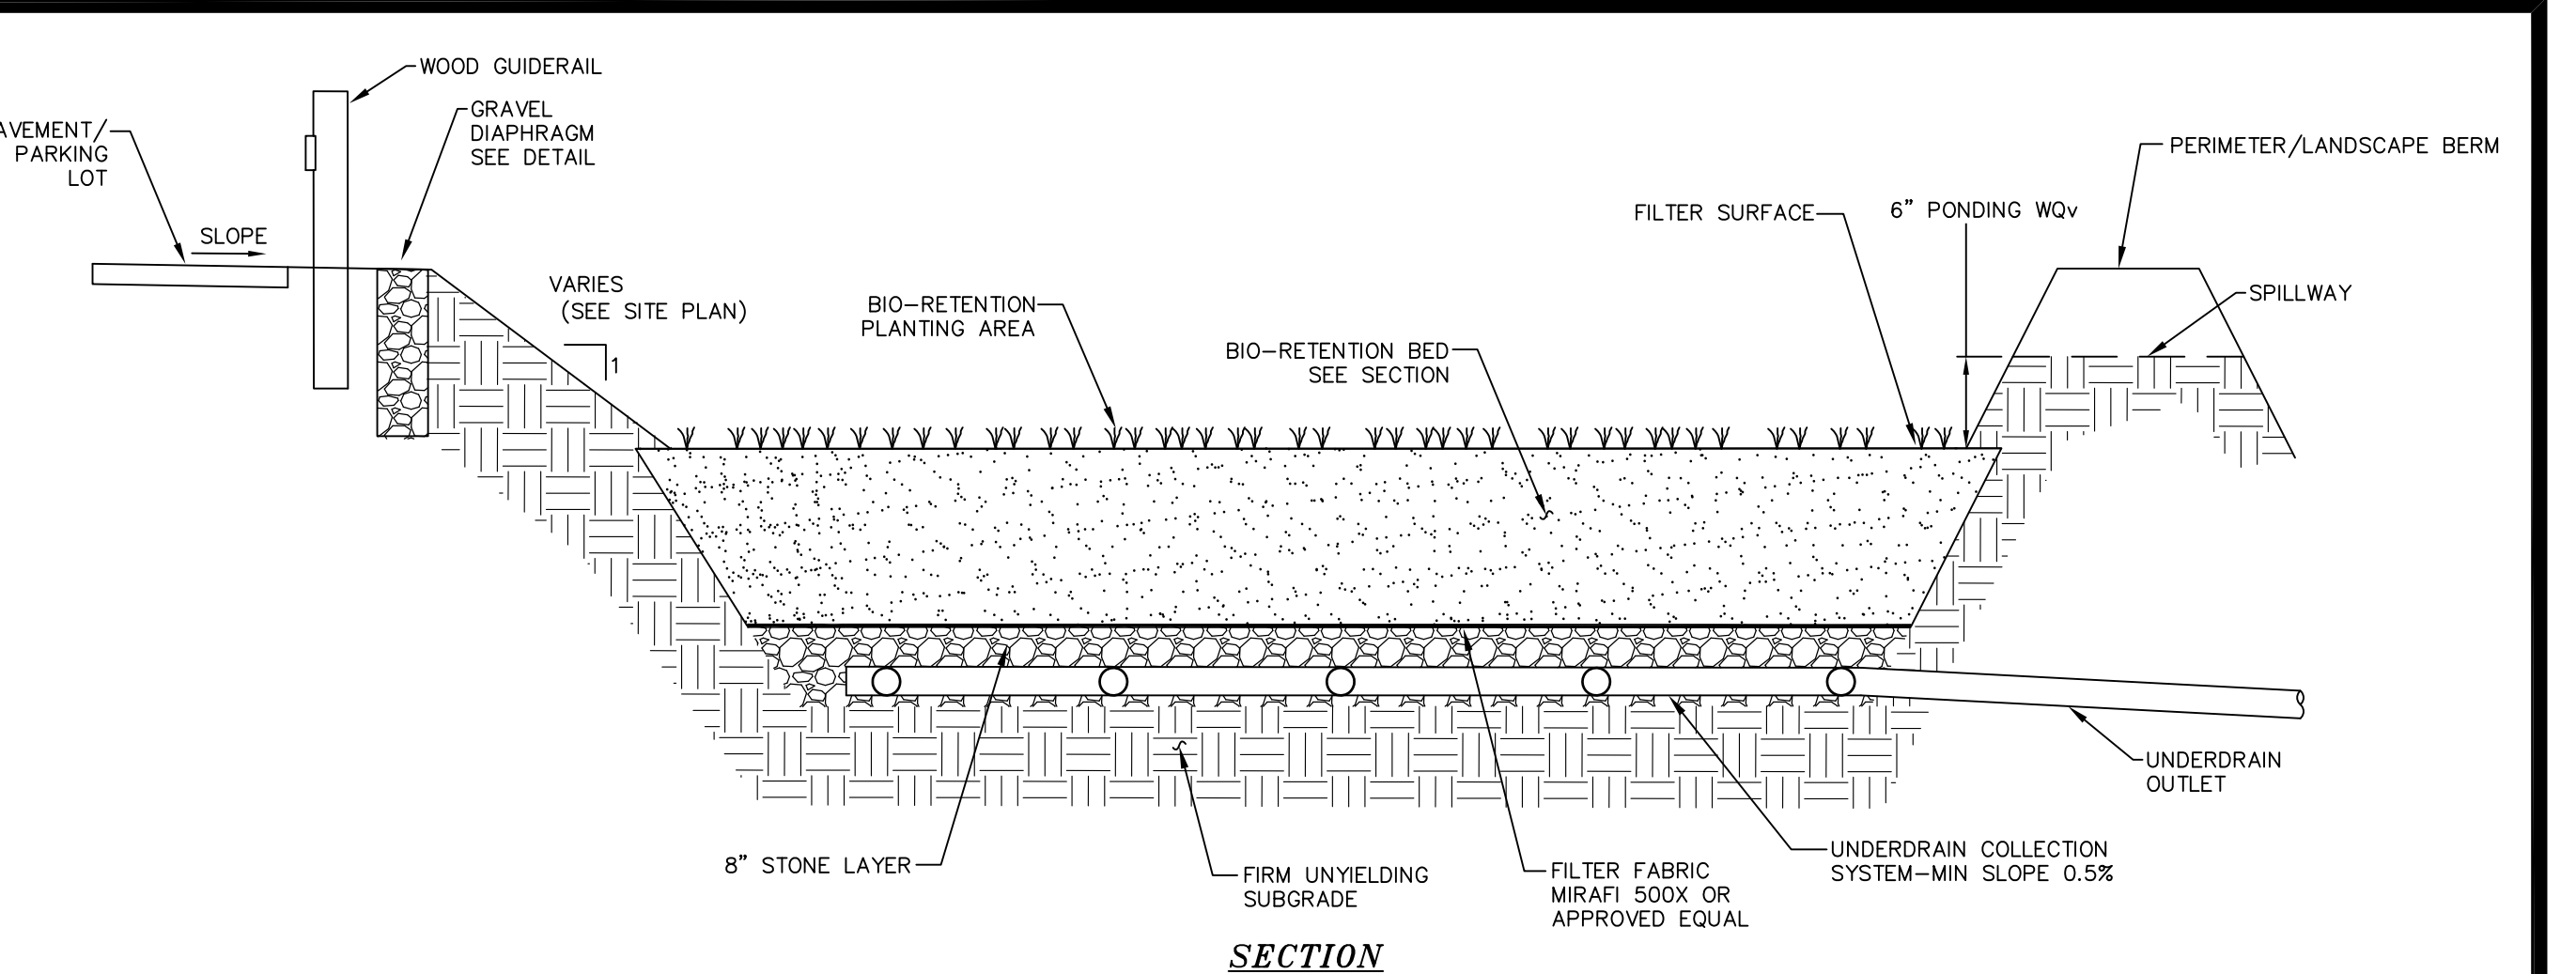 WOOD GUIDERAIL
GRAVEL
DIAPHRAGM
SEE DETAIL
AVEMENT/
PARKING
LOT
SLOPE
VARIES
(SEE SITE PLAN)
1
BIO-RETENTION
PLANTING AREA
BIO-RETENTION BED
SEE SECTION
FILTER SURFACE
6" PONDING WQv
PERIMETER/LANDSCAPE BERM
SPILLWAY
UNDERDRAIN
OUTLET
8" STONE LAYER
FIRM UNYIELDING
SUBGRADE
FILTER FABRIC
MIRAFI 500X OR
APPROVED EQUAL
UNDERDRAIN COLLECTION
SYSTEM-MIN SLOPE 0.5%
SECTION